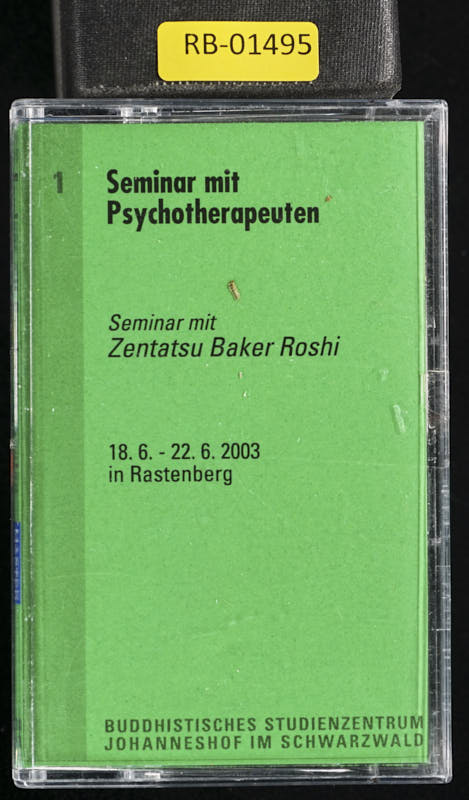 RB-01495
1
Seminar mit
Psychotherapeuten
Seminar mit
Zentatsu Baker Roshi
18. 6. - 22. 6. 2003
in Rastenberg
BUDDHISTISCHES STUDIENZENTRUM
JOHANNESHOF IM SCHWARZWALD